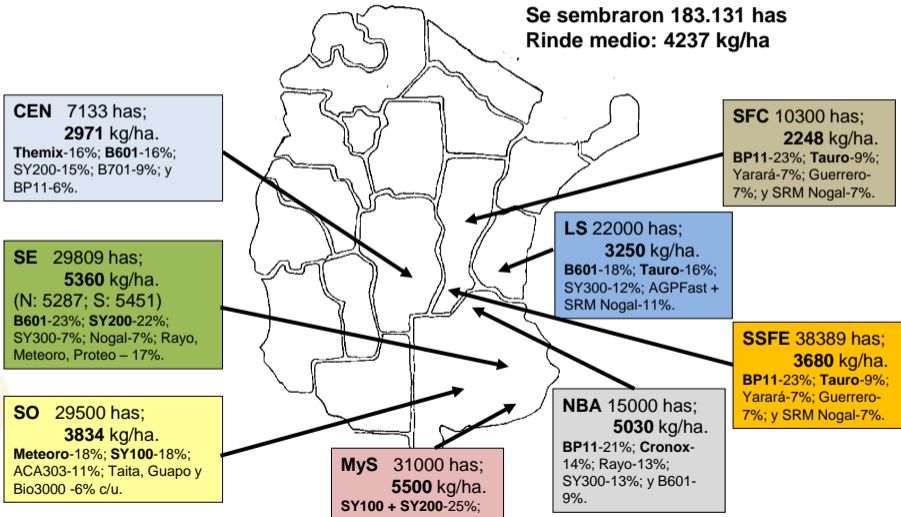 Se sembraron 183.131 has
Rinde medio: 4237 kg/ha
CEN 7133 has;
2971 kg/ha.
Themix-16%; B601-16%;
SY200-15%; B701-9%; y
BP11-6%.
SFC 10300 has;
2248 kg/ha.
BP11-23%; Tauro-9%;
Yarará-7%; Guerrero-
7%; y SRM Nogal-7%.
LS 22000 has;
3250 kg/ha.
B601-18%; Tauro-16%;
SY300-12%; AGPFast +
SRM Nogal-11%.
SE 29809 has;
5360 kg/ha.
(N: 5287; S: 5451)
B601-23%; SY200-22%;
SY300-7%; Nogal-7%; Rayo,
Meteoro, Proteo – 17%.
SSFE 38389 has;
3680 kg/ha.
BP11-23%; Tauro-9%;
Yarará-7%; Guerrero-
7%; y SRM Nogal-7%.
SO 29500 has;
3834 kg/ha.
Meteoro-18%; SY100-18%;
ACA303-11%; Taita, Guapo y
Bio3000 -6% c/u.
MyS 31000 has;
5500 kg/ha.
SY100 + SY200-25%;
NBA 15000 has;
5030 kg/ha.
BP11-21%; Cronox-
14%; Rayo-13%;
SY300-13%; y B601-
9%.